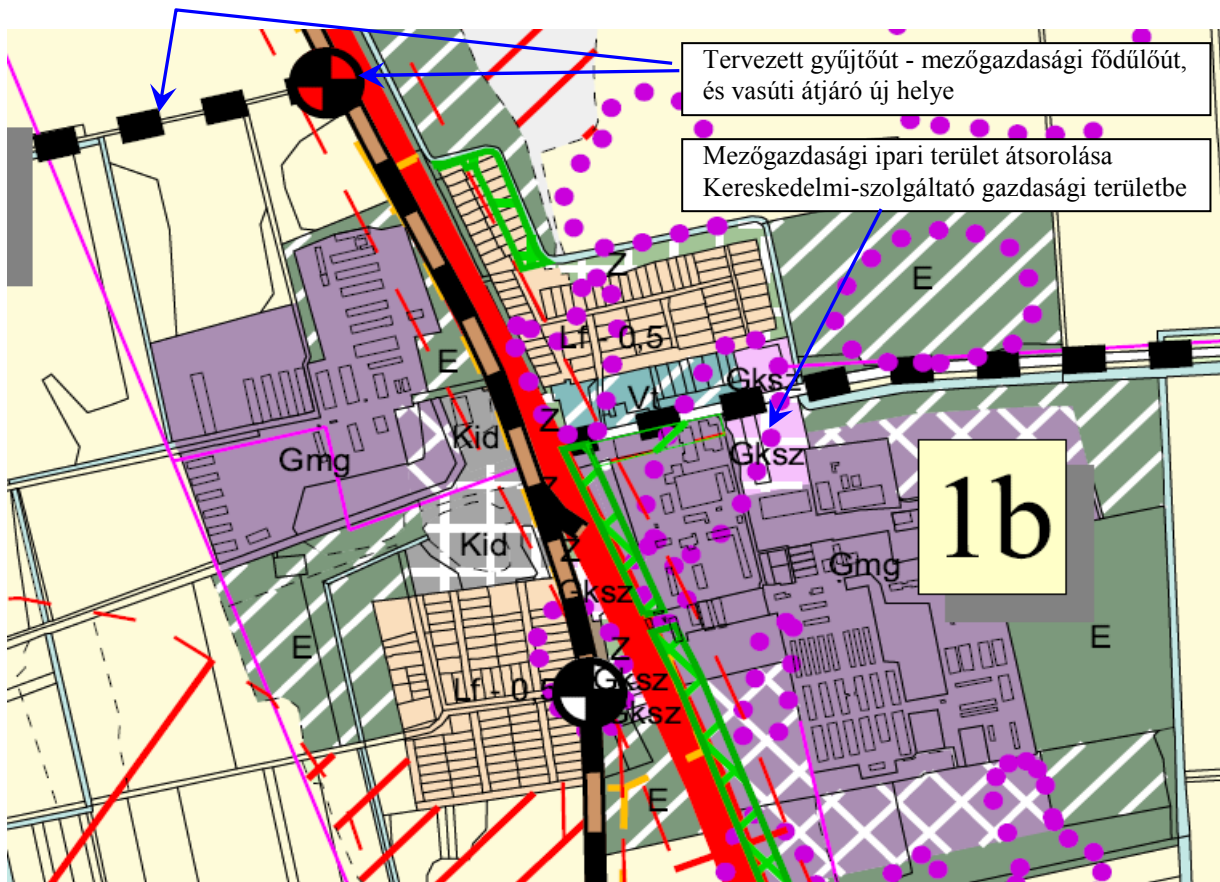 Tervezett gyűjtőút - mezőgazdasági fődűlőút,
és vasúti átjáró új helye
Mezőgazdasági ipari terület átsorolása
Kereskedelmi-szolgáltató gazdasági területbe
E
Z
Lf - 0,5
E
Gksz
Vt
Z
Kid
Gksz
Gmg
Z
1b
Kid
Z
Gmg
Gksz
E
Z
E
Lf - 0,5
Gksz
Gksz
E